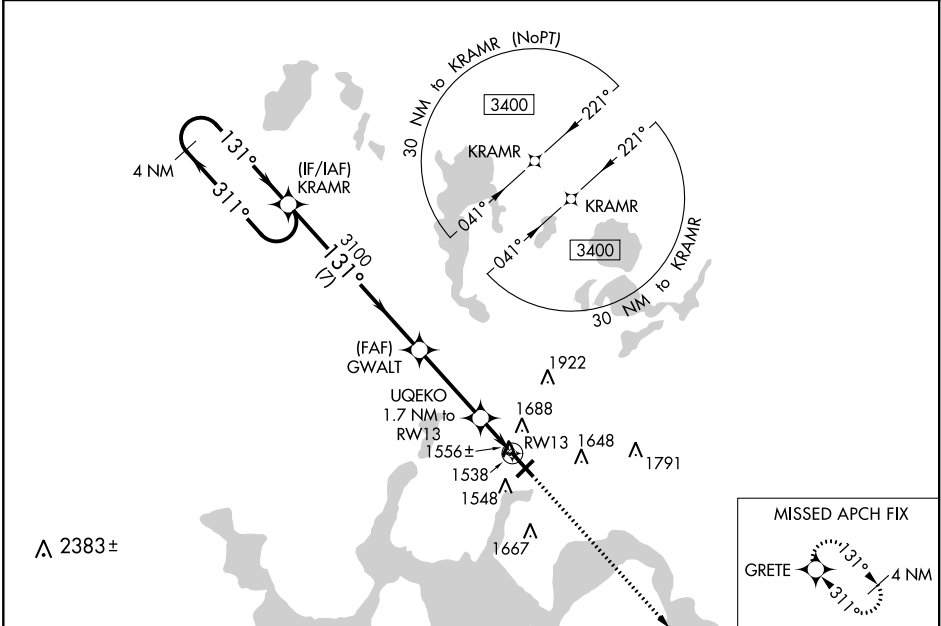 30 NM to KRAMR (NoPT)
3400
221°
KRAMR
041°
221°
KRAMR
041°
3400
30 NM to KRAMR
131°
4 NM
311°
(IF/IAF)
KRAMR
3100
131°
(7)
(FAF)
GWALT
UQEKO
1.7 NM to
RW13
1922
1688
RW13
1648
1791
1556±
1538
1548
1667
2383±
MISSED APCH FIX
GRETE
131°
4 NM
311°